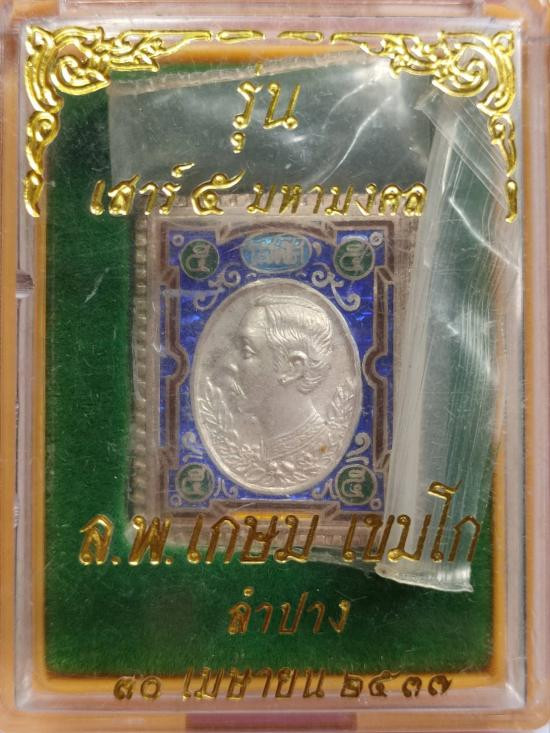 รุ่น
เสาร์ ๕ มหามงคล
ล.พ. เกษม เขมโก
ลำปาง
เมษายน ๒๕๓๗